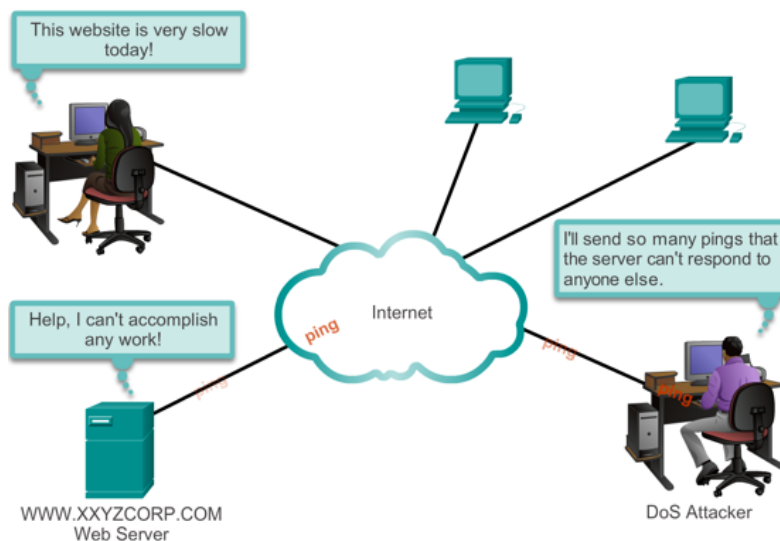 This website is very slow
today!
I'll send so many pings that
the server can't respond to
anyone else.
Internet
Help, I can't accomplish
any work!
ping
ping
ping
ping
WWW.XXYZCORP.COM
Web Server
DoS Attacker